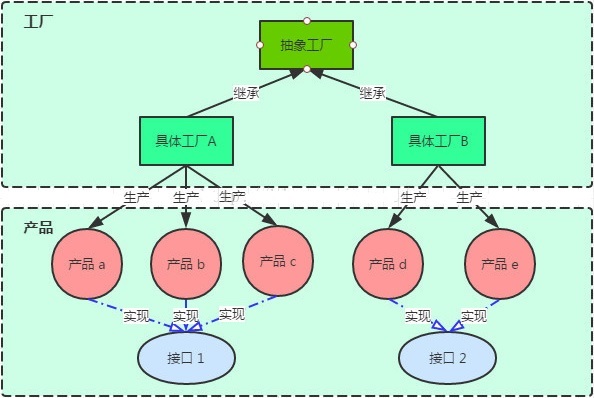 工厂
抽象工厂
继承
继承
具体工厂A
具体工厂B
生产
生产
生产
生产
生产
产品
产品 a
产品 b
产品 c
产品 d
产品 e
实现
实现
实现
实现
实现
接口 1
接口 2